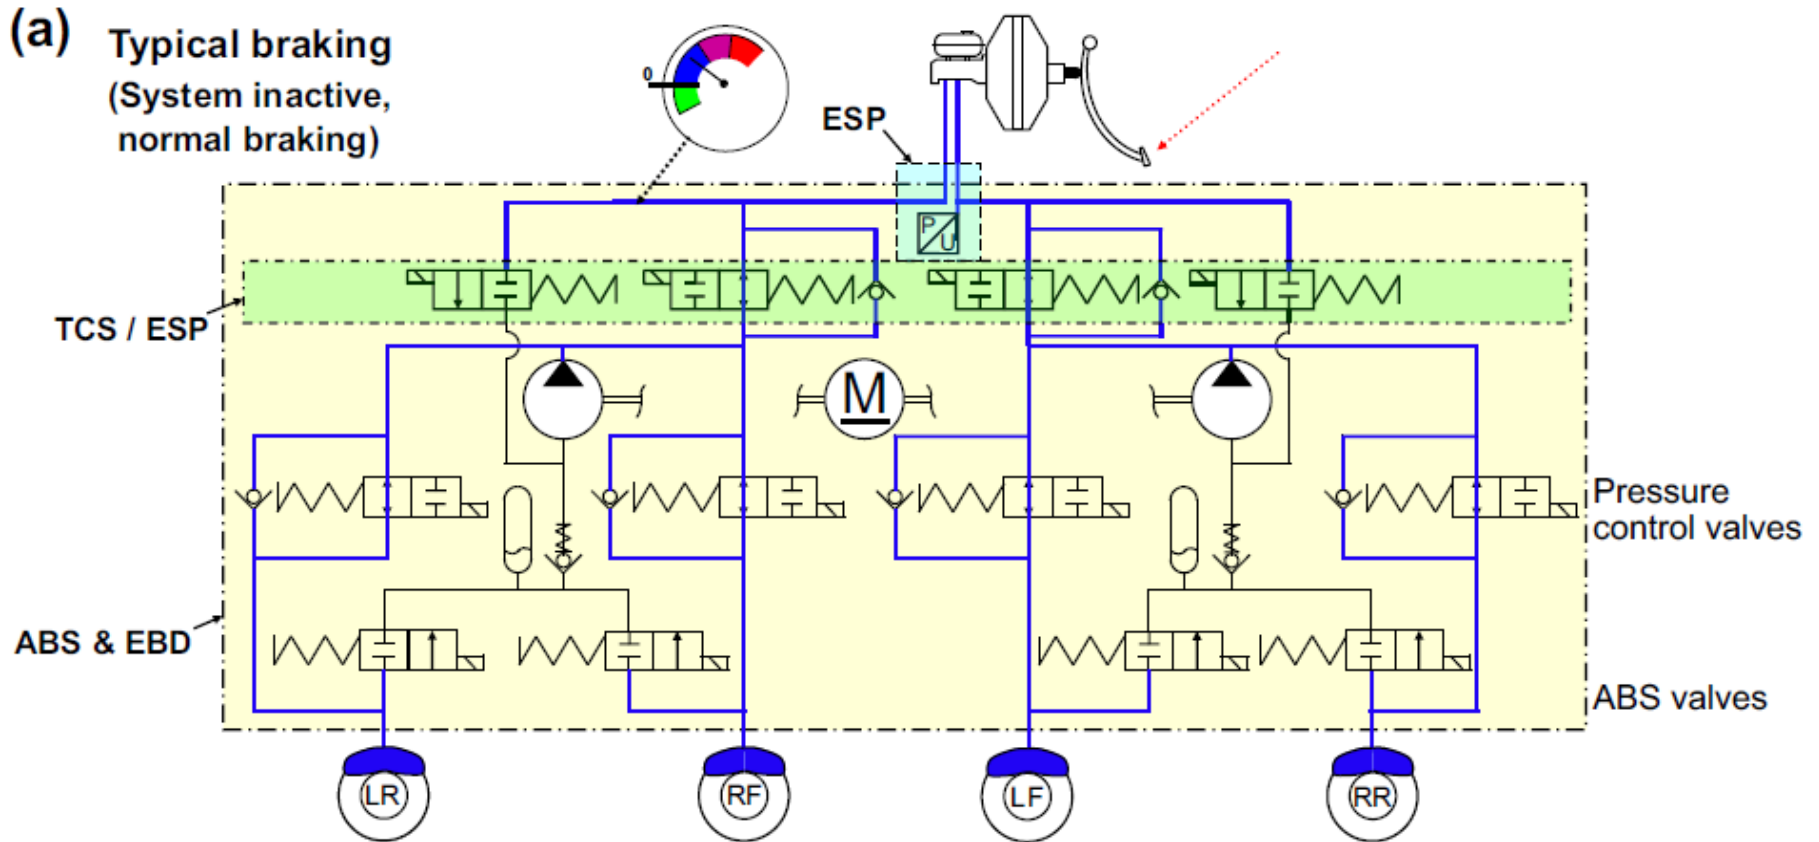 (a)
Typical braking
(System inactive,
normal braking)
0
ESP
P
U
TCS / ESP
M
Pressure
control valves
ABS & EBD
ABS valves
LR
RF
LF
RR